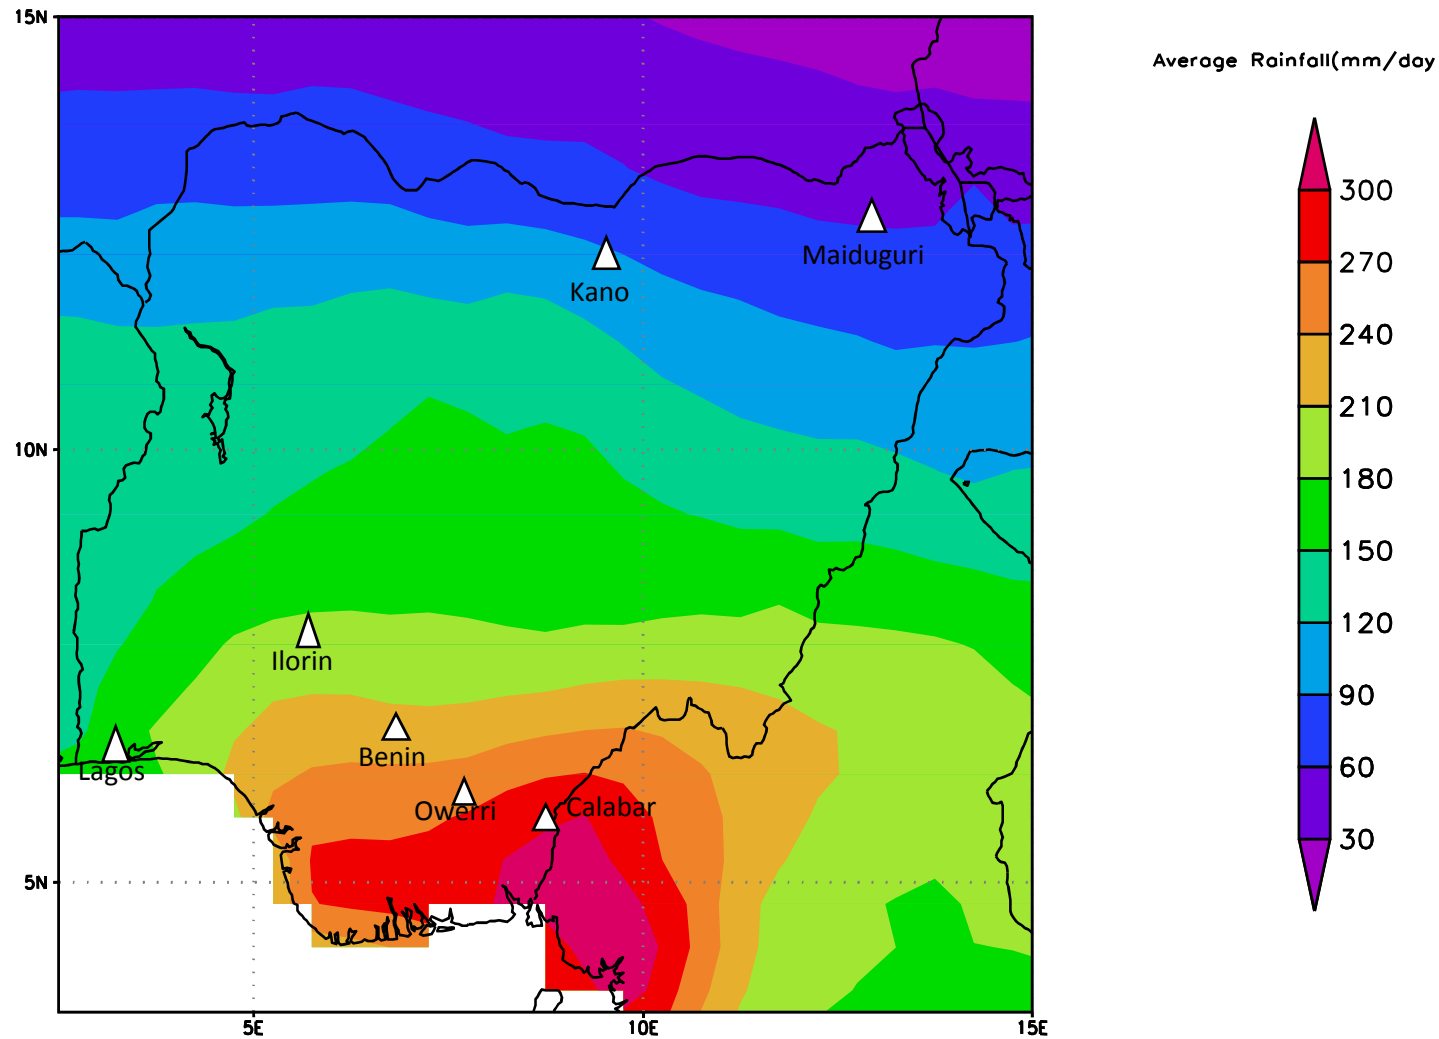 15N
Average Rainfall(mm/day
300
Maiduguri
270
Kano
240
210
10N
180
150
120
Ilorin
90
Benin
60
Lagos
Owerri
Calabar
30
5N
5E
10E
15E